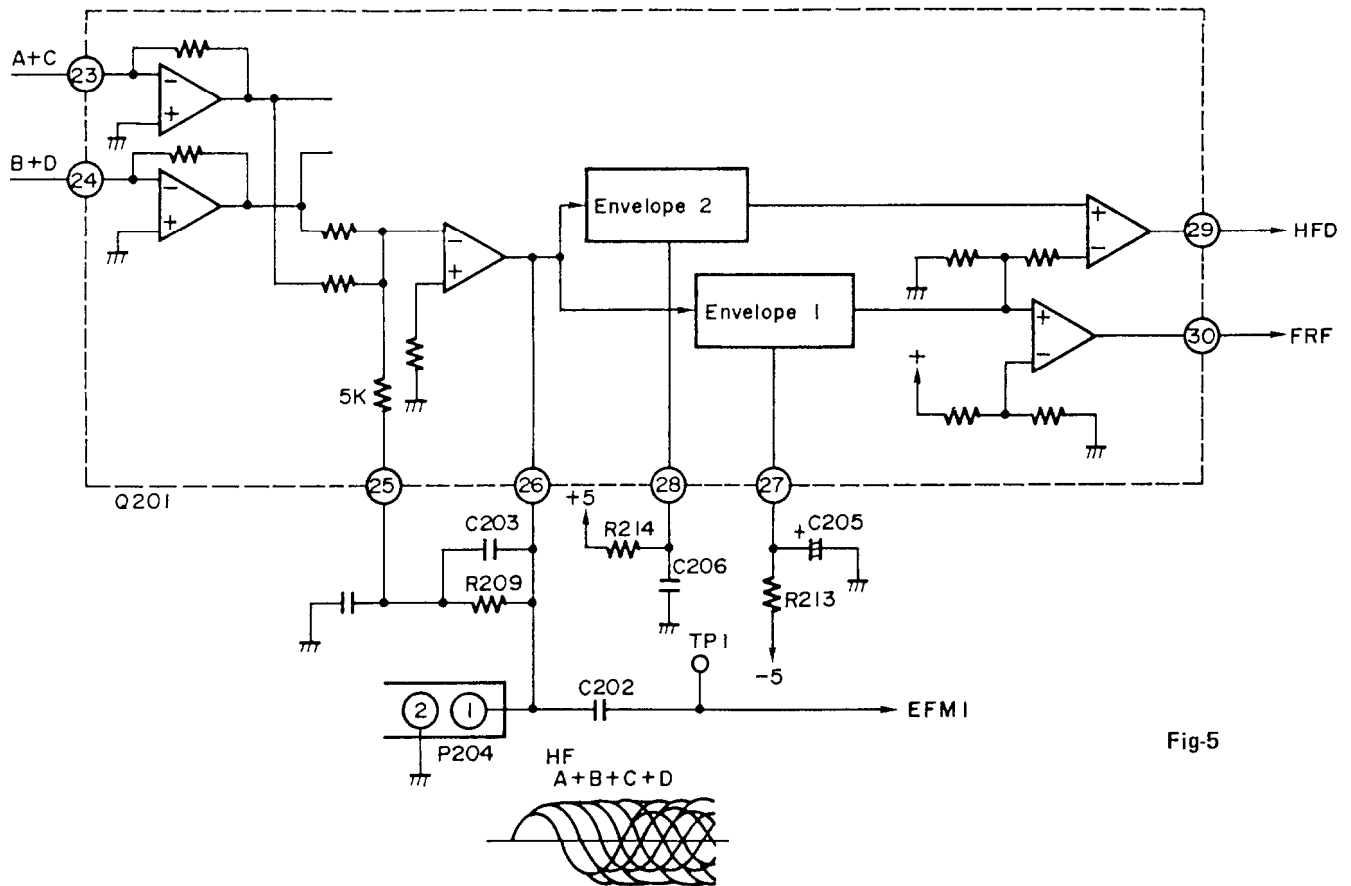 A+C
23
−
+
B+D
24
−
+
−
+
5K
Envelope 2
Envelope 1
+
−
29
HFD
+
−
30
FRF
+
25
26
28
27
Q201
+5
R214
C203
R209
C206
+
C205
R213
-5
TP1
C202
EFM1
2
1
P204
HF
A+B+C+D
Fig-5